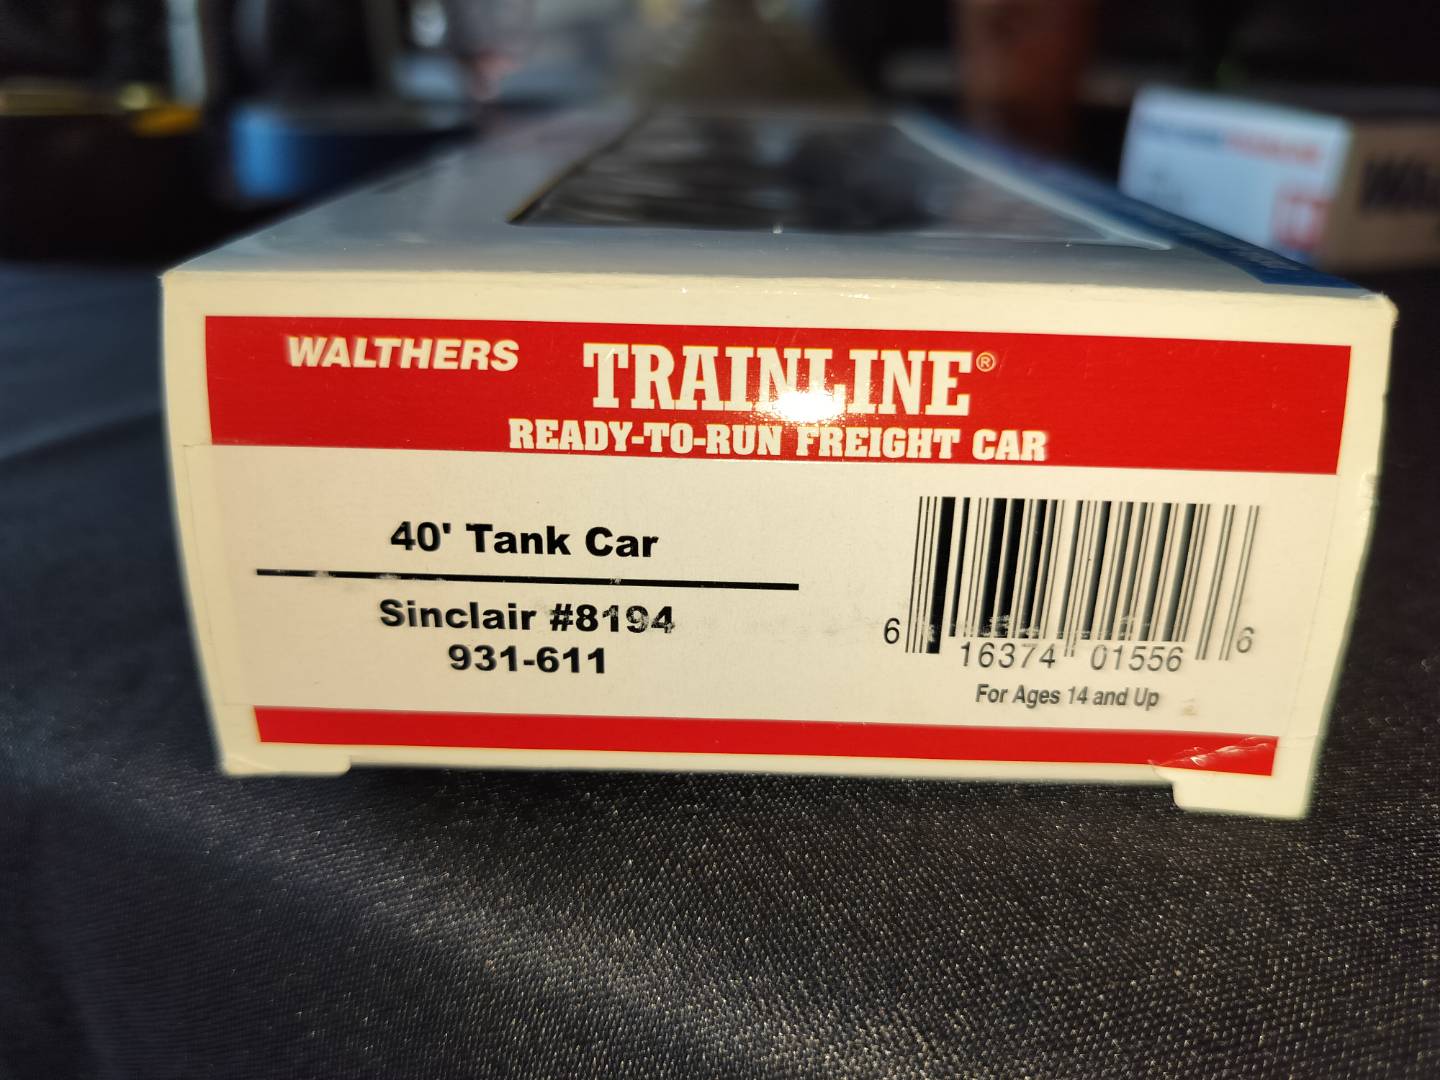 WALTHERS TRAINLINE®
READY-TO-RUN FREIGHT CAR
40' Tank Car
Sinclair #8194
931-611
6 16374 01556 6
For Ages 14 and Up